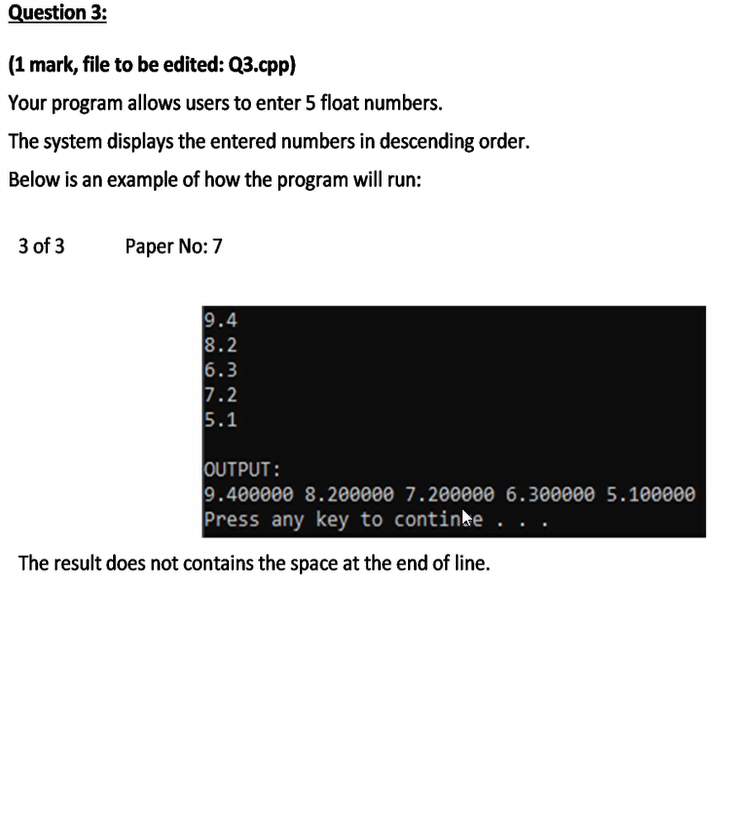 Question 3:
(1 mark, file to be edited: Q3.cpp)
Your program allows users to enter 5 float numbers.
The system displays the entered numbers in descending order.
Below is an example of how the program will run:
3 of 3 Paper No: 7
9.4
8.2
6.3
7.2
5.1
OUTPUT:
9.400000 8.200000 7.200000 6.300000 5.100000
Press any key to continue . . .
The result does not contains the space at the end of line.